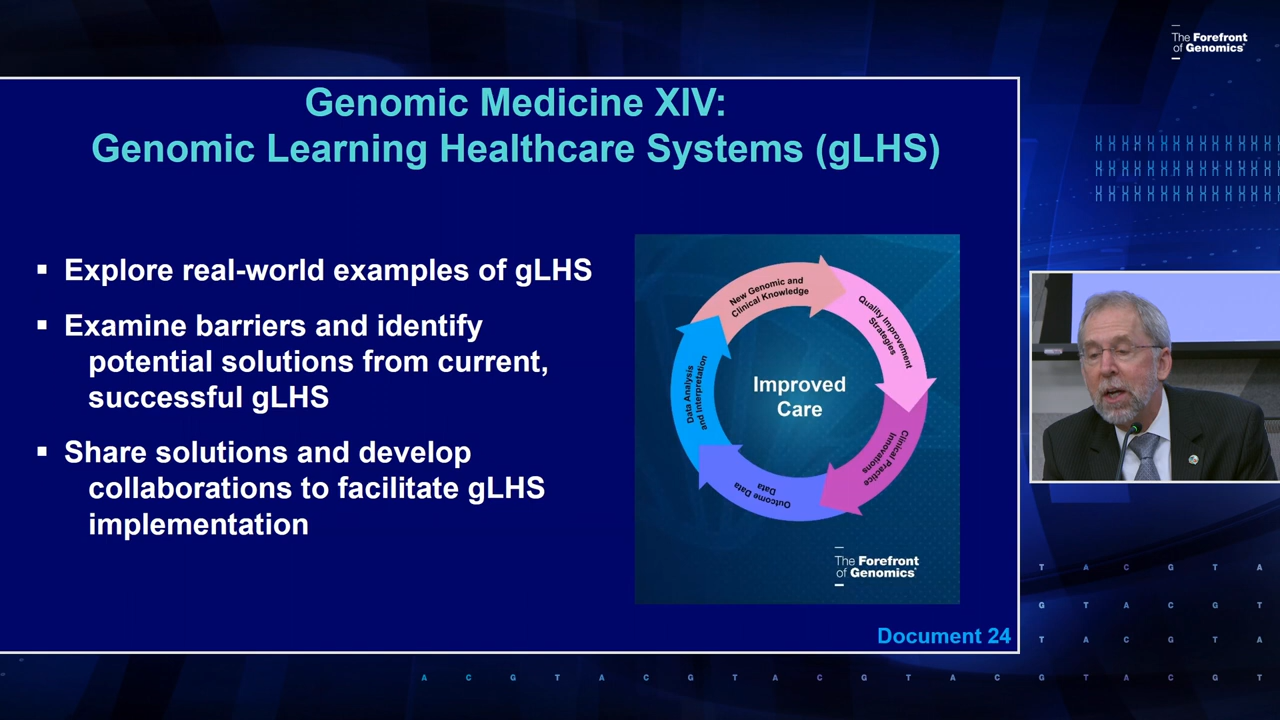 The Forefront
of Genomics®
Genomic Medicine XIV:
Genomic Learning Healthcare Systems (gLHS)
▪ Explore real-world examples of gLHS
▪ Examine barriers and identify
potential solutions from current,
successful gLHS
▪ Share solutions and develop
collaborations to facilitate gLHS
implementation
New Genomic and
Clinical Knowledge
Quality Improvement
Strategies
Clinical Practice
Innovations
Outcome Data
Data
Data Analysis
and Interpretation
Improved
Care
The Forefront
of Genomics®
Document 24
T A C G T A
G T A C G T
T A C G T A
A C G T A C G T A C G T A C G T A C G T